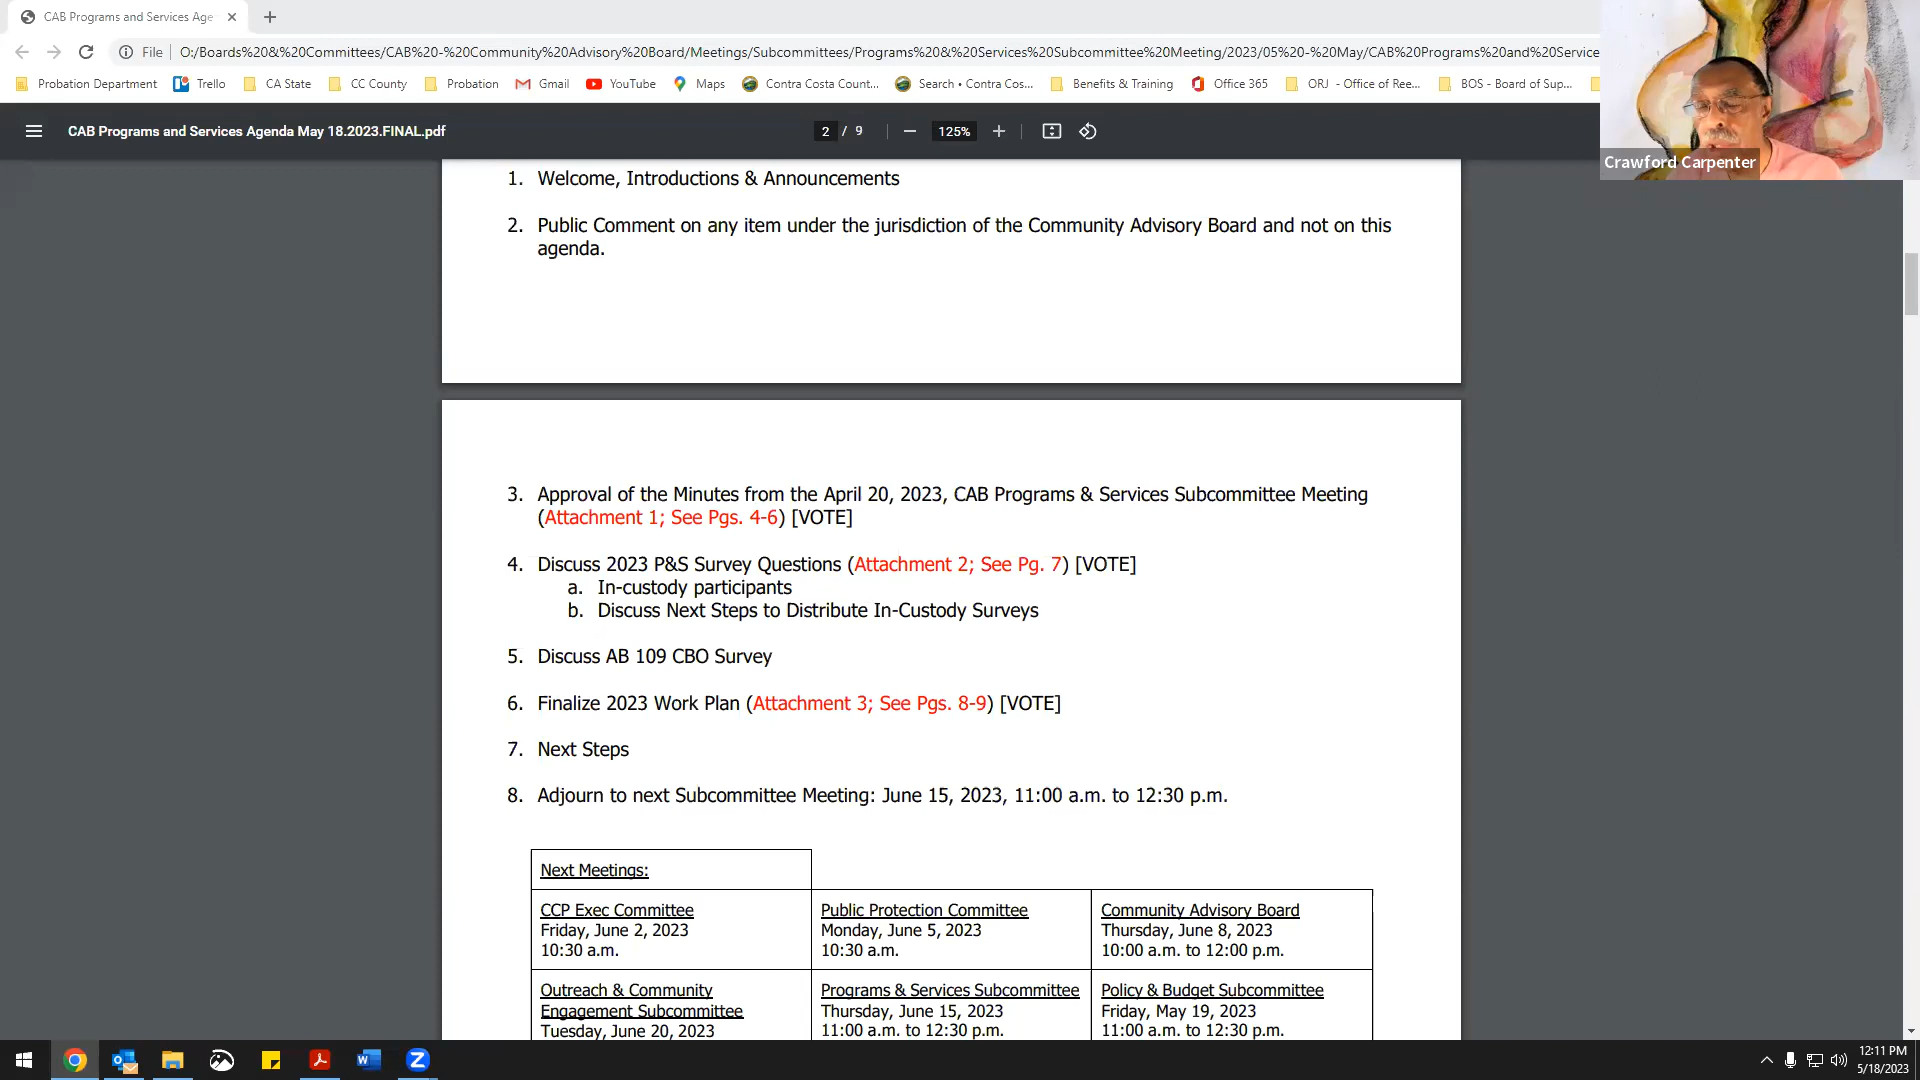 CAB Programs and Services Age
File
O:/Boards%20&%20Committees/CAB%20-%20Community%20Advisory%20Board/Meetings/Subcommittees/Programs%20&%20Services%20Subcommittee%20Meeting/2023/05%20-%20May/CAB%20Programs%20and%20Service
Probation Department
Trello
CA State
CC County
Probation
Gmail
YouTube
Maps
Contra Costa Count...
Search • Contra Cos...
Benefits & Training
Office 365
ORJ - Office of Ree...
BOS - Board of Sup...
CAB Programs and Services Agenda May 18.2023.FINAL.pdf
2 / 9
125%
Crawford Carpenter
1. Welcome, Introductions & Announcements
2. Public Comment on any item under the jurisdiction of the Community Advisory Board and not on this
agenda.
3. Approval of the Minutes from the April 20, 2023, CAB Programs & Services Subcommittee Meeting
(Attachment 1; See Pgs. 4-6) [VOTE]
4. Discuss 2023 P&S Survey Questions (Attachment 2; See Pg. 7) [VOTE]
a. In-custody participants
b. Discuss Next Steps to Distribute In-Custody Surveys
5. Discuss AB 109 CBO Survey
6. Finalize 2023 Work Plan (Attachment 3; See Pgs. 8-9) [VOTE]
7. Next Steps
8. Adjourn to next Subcommittee Meeting: June 15, 2023, 11:00 a.m. to 12:30 p.m.
Next Meetings:
CCP Exec Committee
Friday, June 2, 2023
10:30 a.m.
Public Protection Committee
Monday, June 5, 2023
10:30 a.m.
Community Advisory Board
Thursday, June 8, 2023
10:00 a.m. to 12:00 p.m.
Outreach & Community
Engagement Subcommittee
Tuesday, June 20, 2023
Programs & Services Subcommittee
Thursday, June 15, 2023
11:00 a.m. to 12:30 p.m.
Policy & Budget Subcommittee
Friday, May 19, 2023
11:00 a.m. to 12:30 p.m.
12:11 PM
5/18/2023